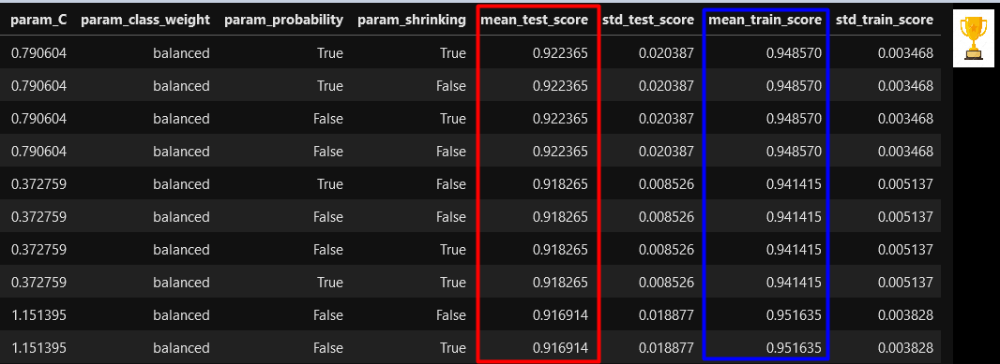 param_C param_class_weight param_probability param_shrinking mean_test_score std_test_score mean_train_score std_train_score
0.790604 balanced True True 0.922365 0.020387 0.948570 0.003468
0.790604 balanced True False 0.922365 0.020387 0.948570 0.003468
0.790604 balanced False True 0.922365 0.020387 0.948570 0.003468
0.790604 balanced False False 0.922365 0.020387 0.948570 0.003468
0.372759 balanced True False 0.918265 0.008526 0.941415 0.005137
0.372759 balanced False False 0.918265 0.008526 0.941415 0.005137
0.372759 balanced False True 0.918265 0.008526 0.941415 0.005137
0.372759 balanced True True 0.918265 0.008526 0.941415 0.005137
1.151395 balanced False False 0.916914 0.018877 0.951635 0.003828
1.151395 balanced False True 0.916914 0.018877 0.951635 0.003828